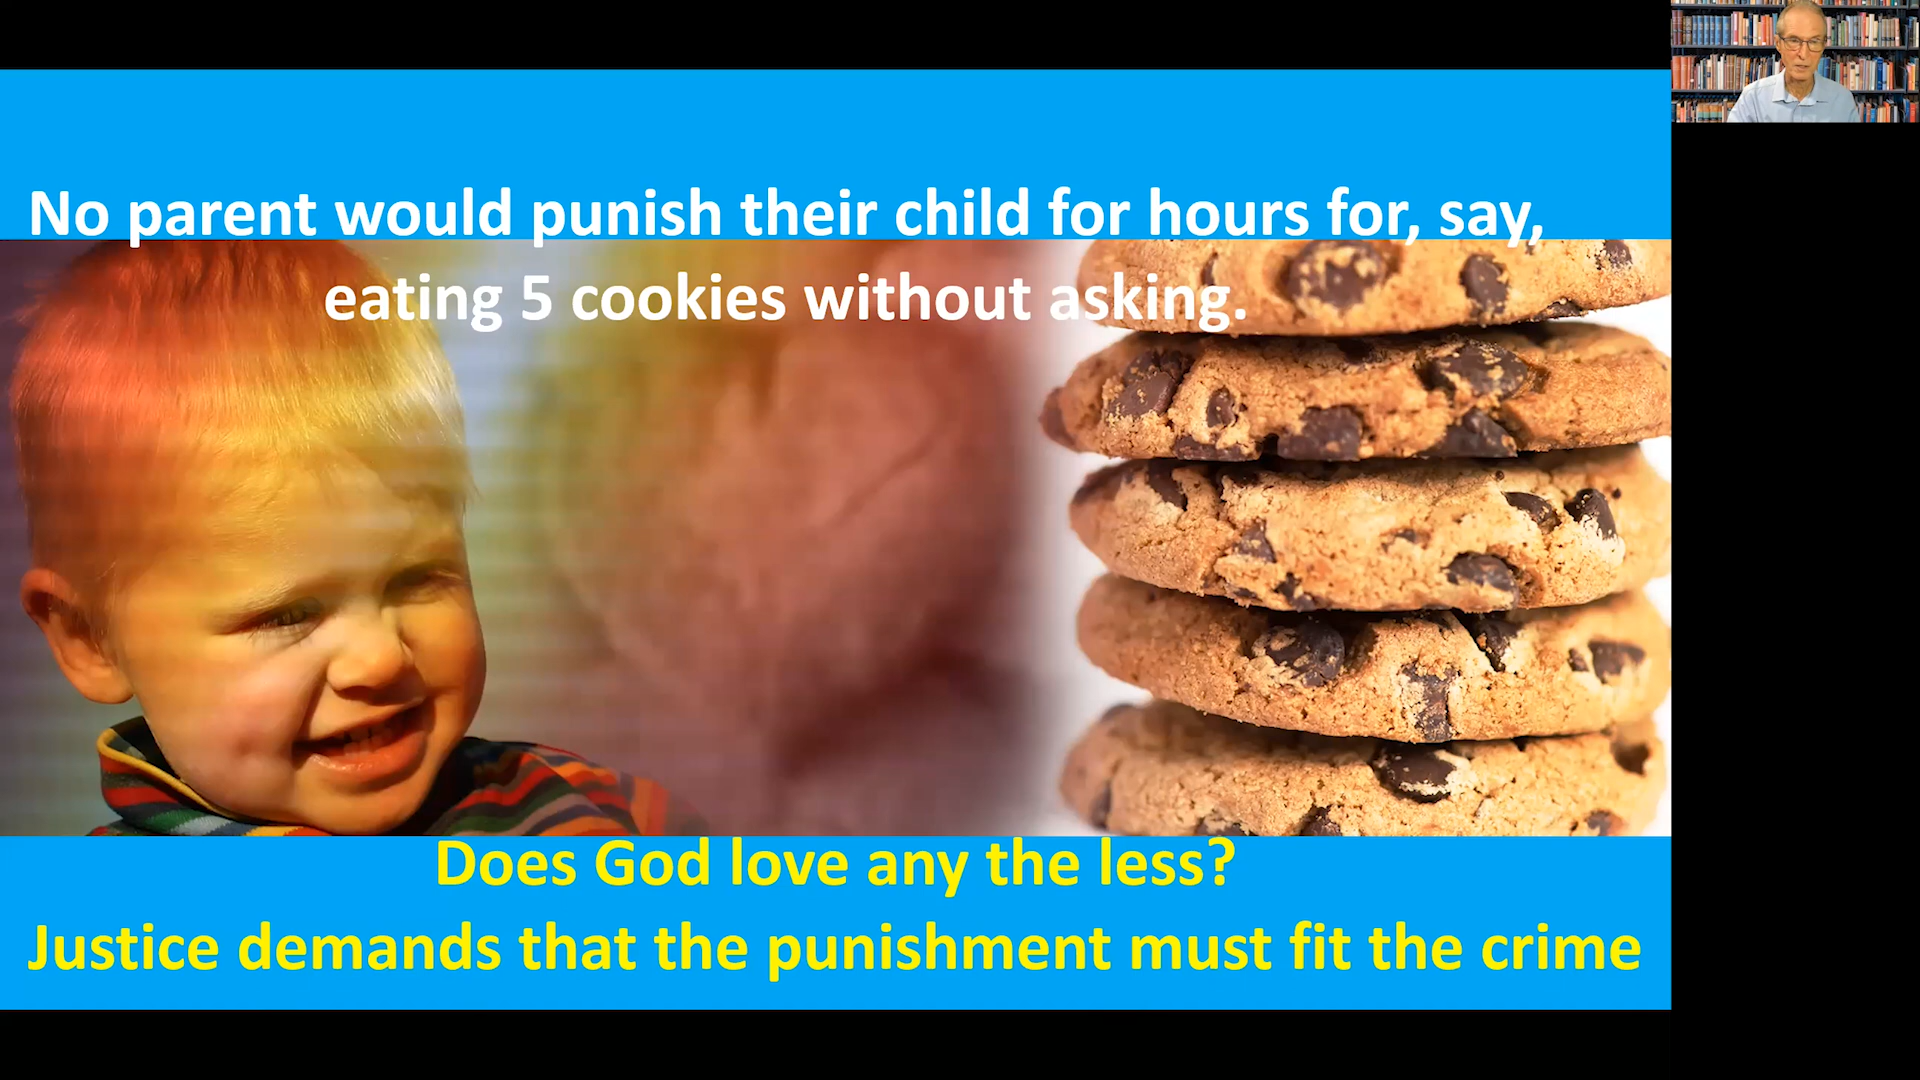 No parent would punish their child for hours for, say,
eating 5 cookies without asking.
Does God love any the less?
Justice demands that the punishment must fit the crime